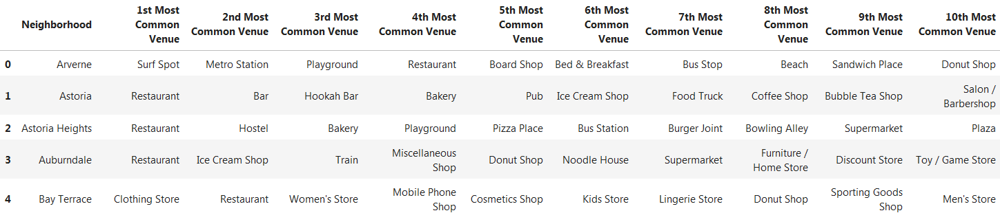 Neighborhood 1st Most Common Venue 2nd Most Common Venue 3rd Most Common Venue 4th Most Common Venue 5th Most Common Venue 6th Most Common Venue 7th Most Common Venue 8th Most Common Venue 9th Most Common Venue 10th Most Common Venue
0 Arverne Surf Spot Metro Station Playground Restaurant Board Shop Bed & Breakfast Bus Stop Beach Sandwich Place Donut Shop
1 Astoria Restaurant Bar Hookah Bar Bakery Pub Ice Cream Shop Food Truck Coffee Shop Bubble Tea Shop Salon / Barbershop
2 Astoria Heights Restaurant Hostel Bakery Playground Pizza Place Bus Station Burger Joint Bowling Alley Supermarket Plaza
3 Auburndale Restaurant Ice Cream Shop Train Miscellaneous Shop Donut Shop Noodle House Supermarket Furniture / Home Store Discount Store Toy / Game Store
4 Bay Terrace Clothing Store Restaurant Women's Store Mobile Phone Shop Cosmetics Shop Kids Store Lingerie Store Donut Shop Sporting Goods Shop Men's Store